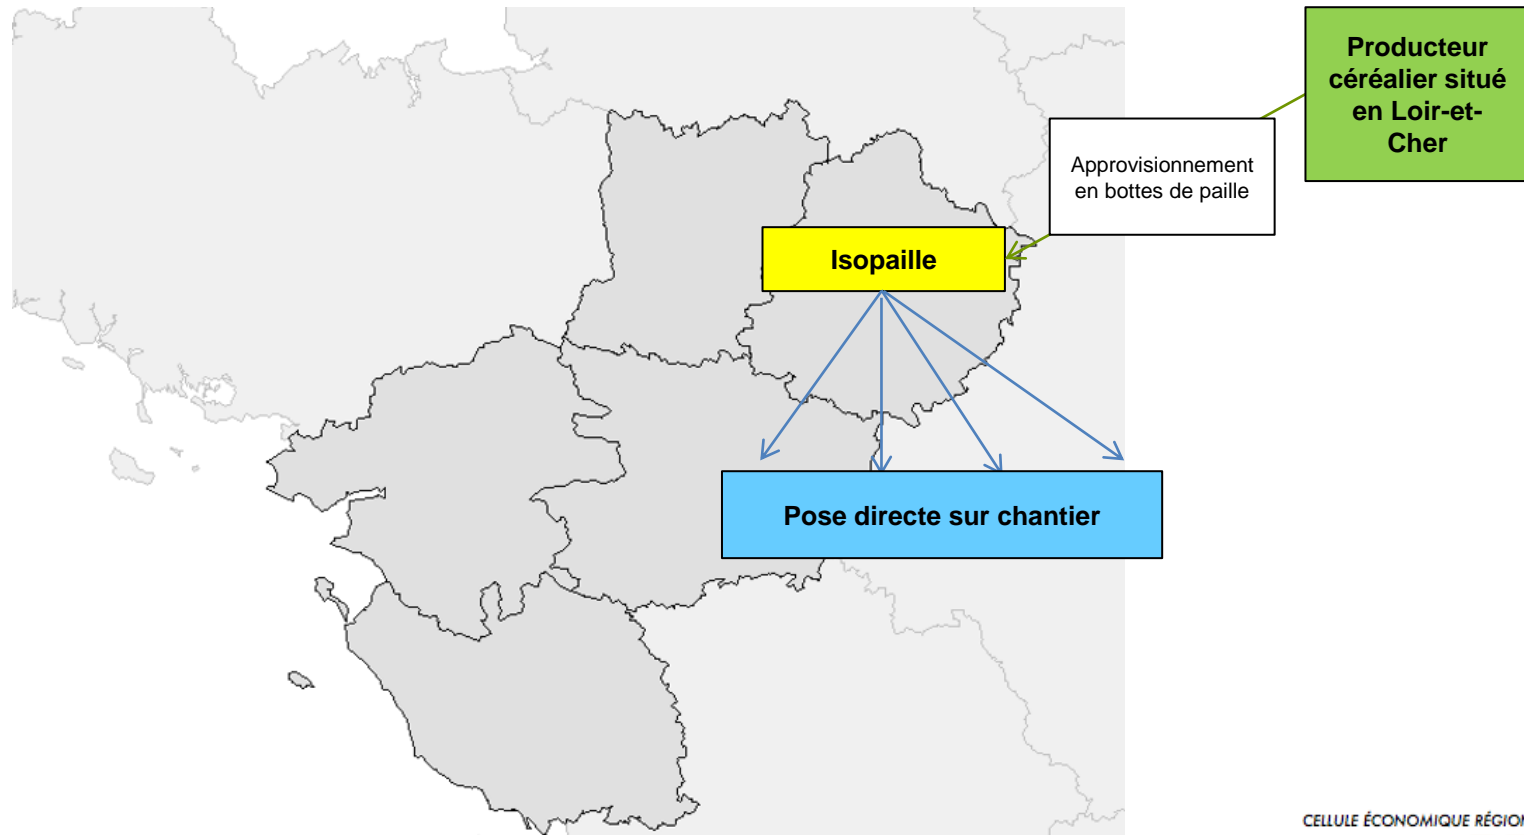 Producteur
céréalier situé
en Loir-et-
Cher
Approvisionnement
en bottes de paille
Isopaille
Pose directe sur chantier
CELLULE ÉCONOMIQUE RÉGION